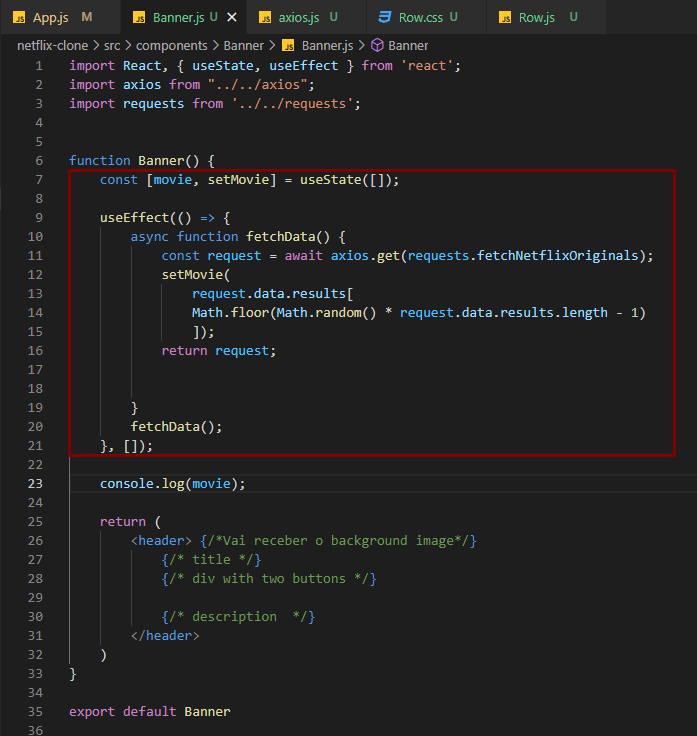 JS App.js M JS Banner.js U × JS axios.js U Row.css U JS Row.js U
netflix-clone > src > components > Banner > JS Banner.js > Banner
1 import React, { useState, useEffect } from 'react';
2 import axios from "../../axios";
3 import requests from '../../requests';
4
5
6 function Banner() {
7     const [movie, setMovie] = useState([]);
8
9     useEffect(() => {
10         async function fetchData() {
11             const request = await axios.get(requests.fetchNetflixOriginals);
12             setMovie(
13                 request.data.results[
14                 Math.floor(Math.random() * request.data.results.length - 1)
15                 ]);
16             return request;
17
18
19         }
20         fetchData();
21     }, []);
22
23     console.log(movie);
24
25     return (
26         <header> {/*Vai receber o background image*/}
27             {/* title */}
28             {/* div with two buttons */}
29
30             {/* description  */}
31         </header>
32     )
33 }
34
35 export default Banner
36